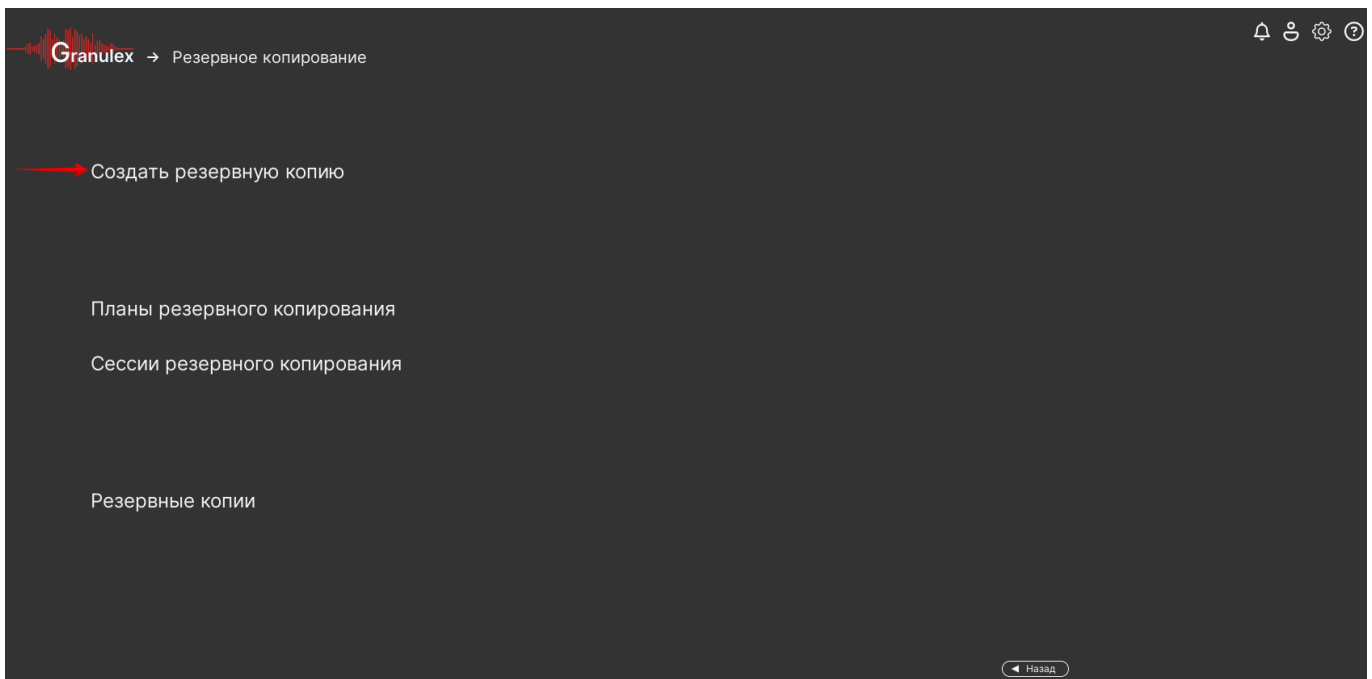 Granulex → Резервное копирование
Создать резервную копию
Планы резервного копирования
Сессии резервного копирования
Резервные копии
◄ Назад